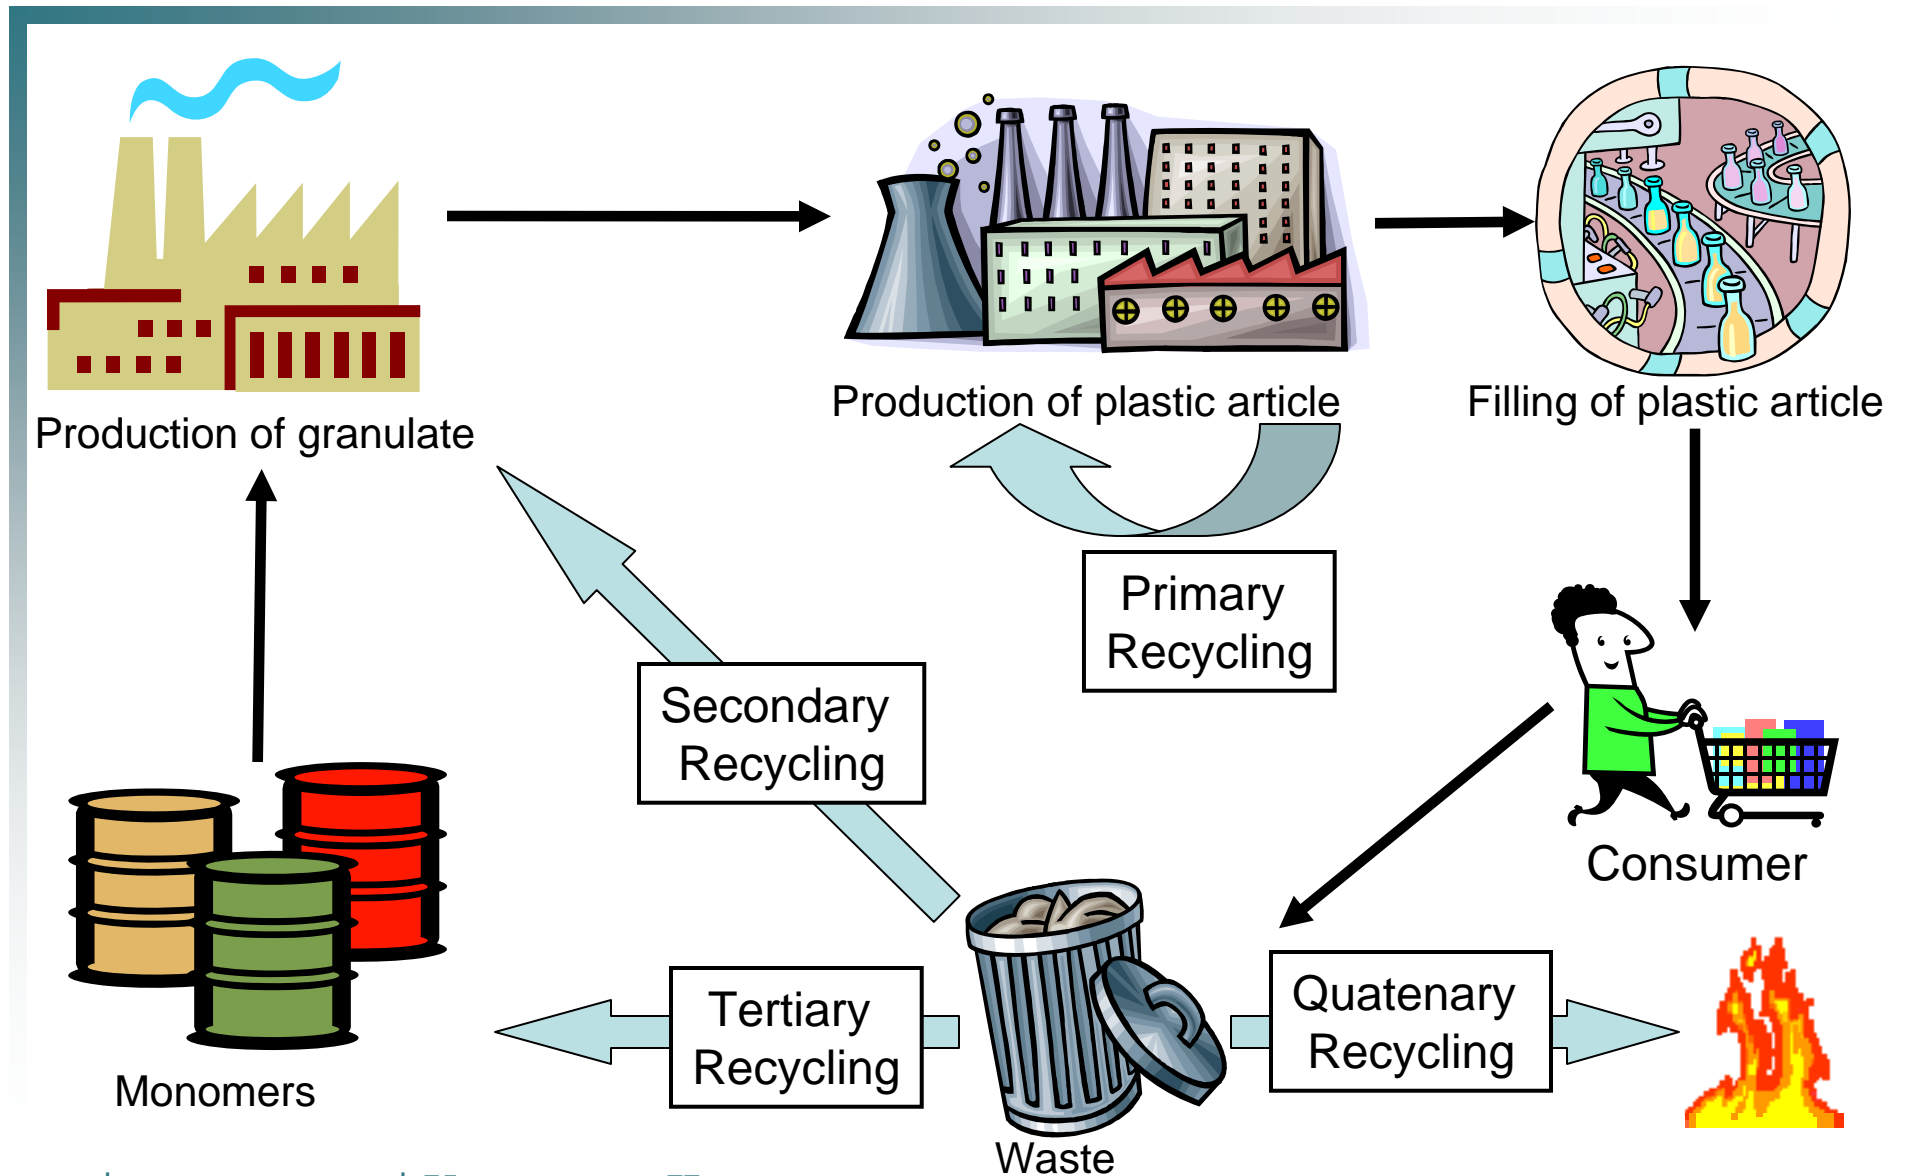 Production of granulate
Production of plastic article
Filling of plastic article
Primary
Recycling
Secondary
Recycling
Consumer
Tertiary
Recycling
Quatenary
Recycling
Monomers
Waste